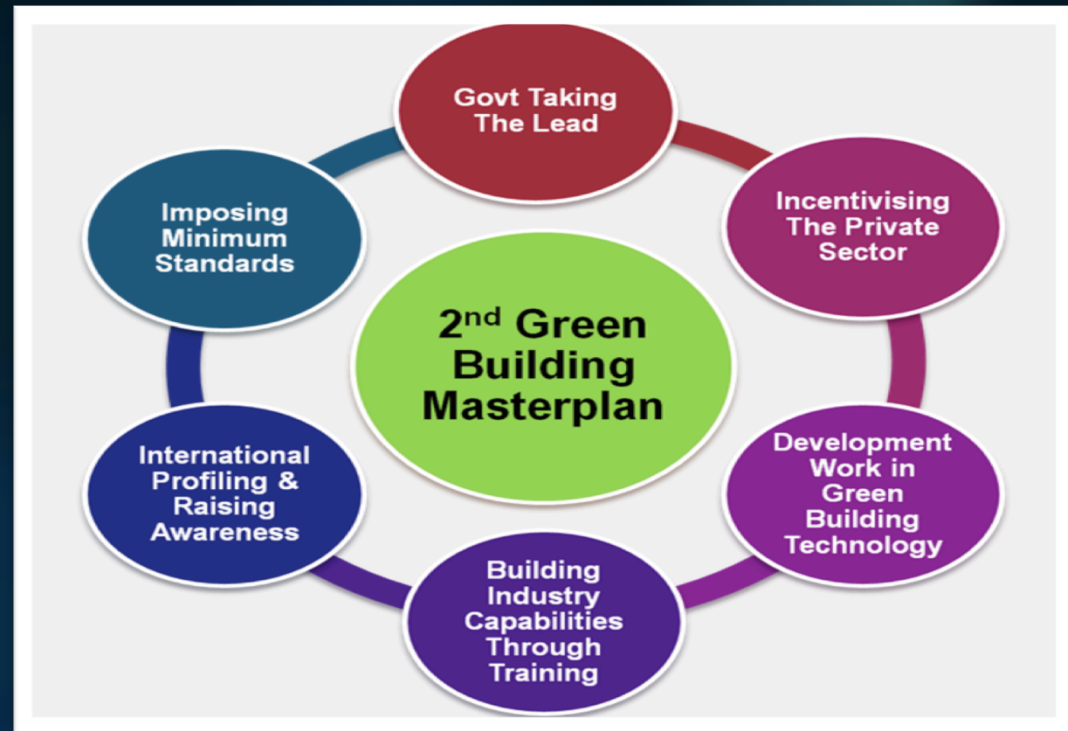 Govt Taking
The Lead
Incentivising
The Private
Sector
Development
Work in
Green
Building
Technology
Building
Industry
Capabilities
Through
Training
International
Profiling &
Raising
Awareness
Imposing
Minimum
Standards
2nd Green
Building
Masterplan